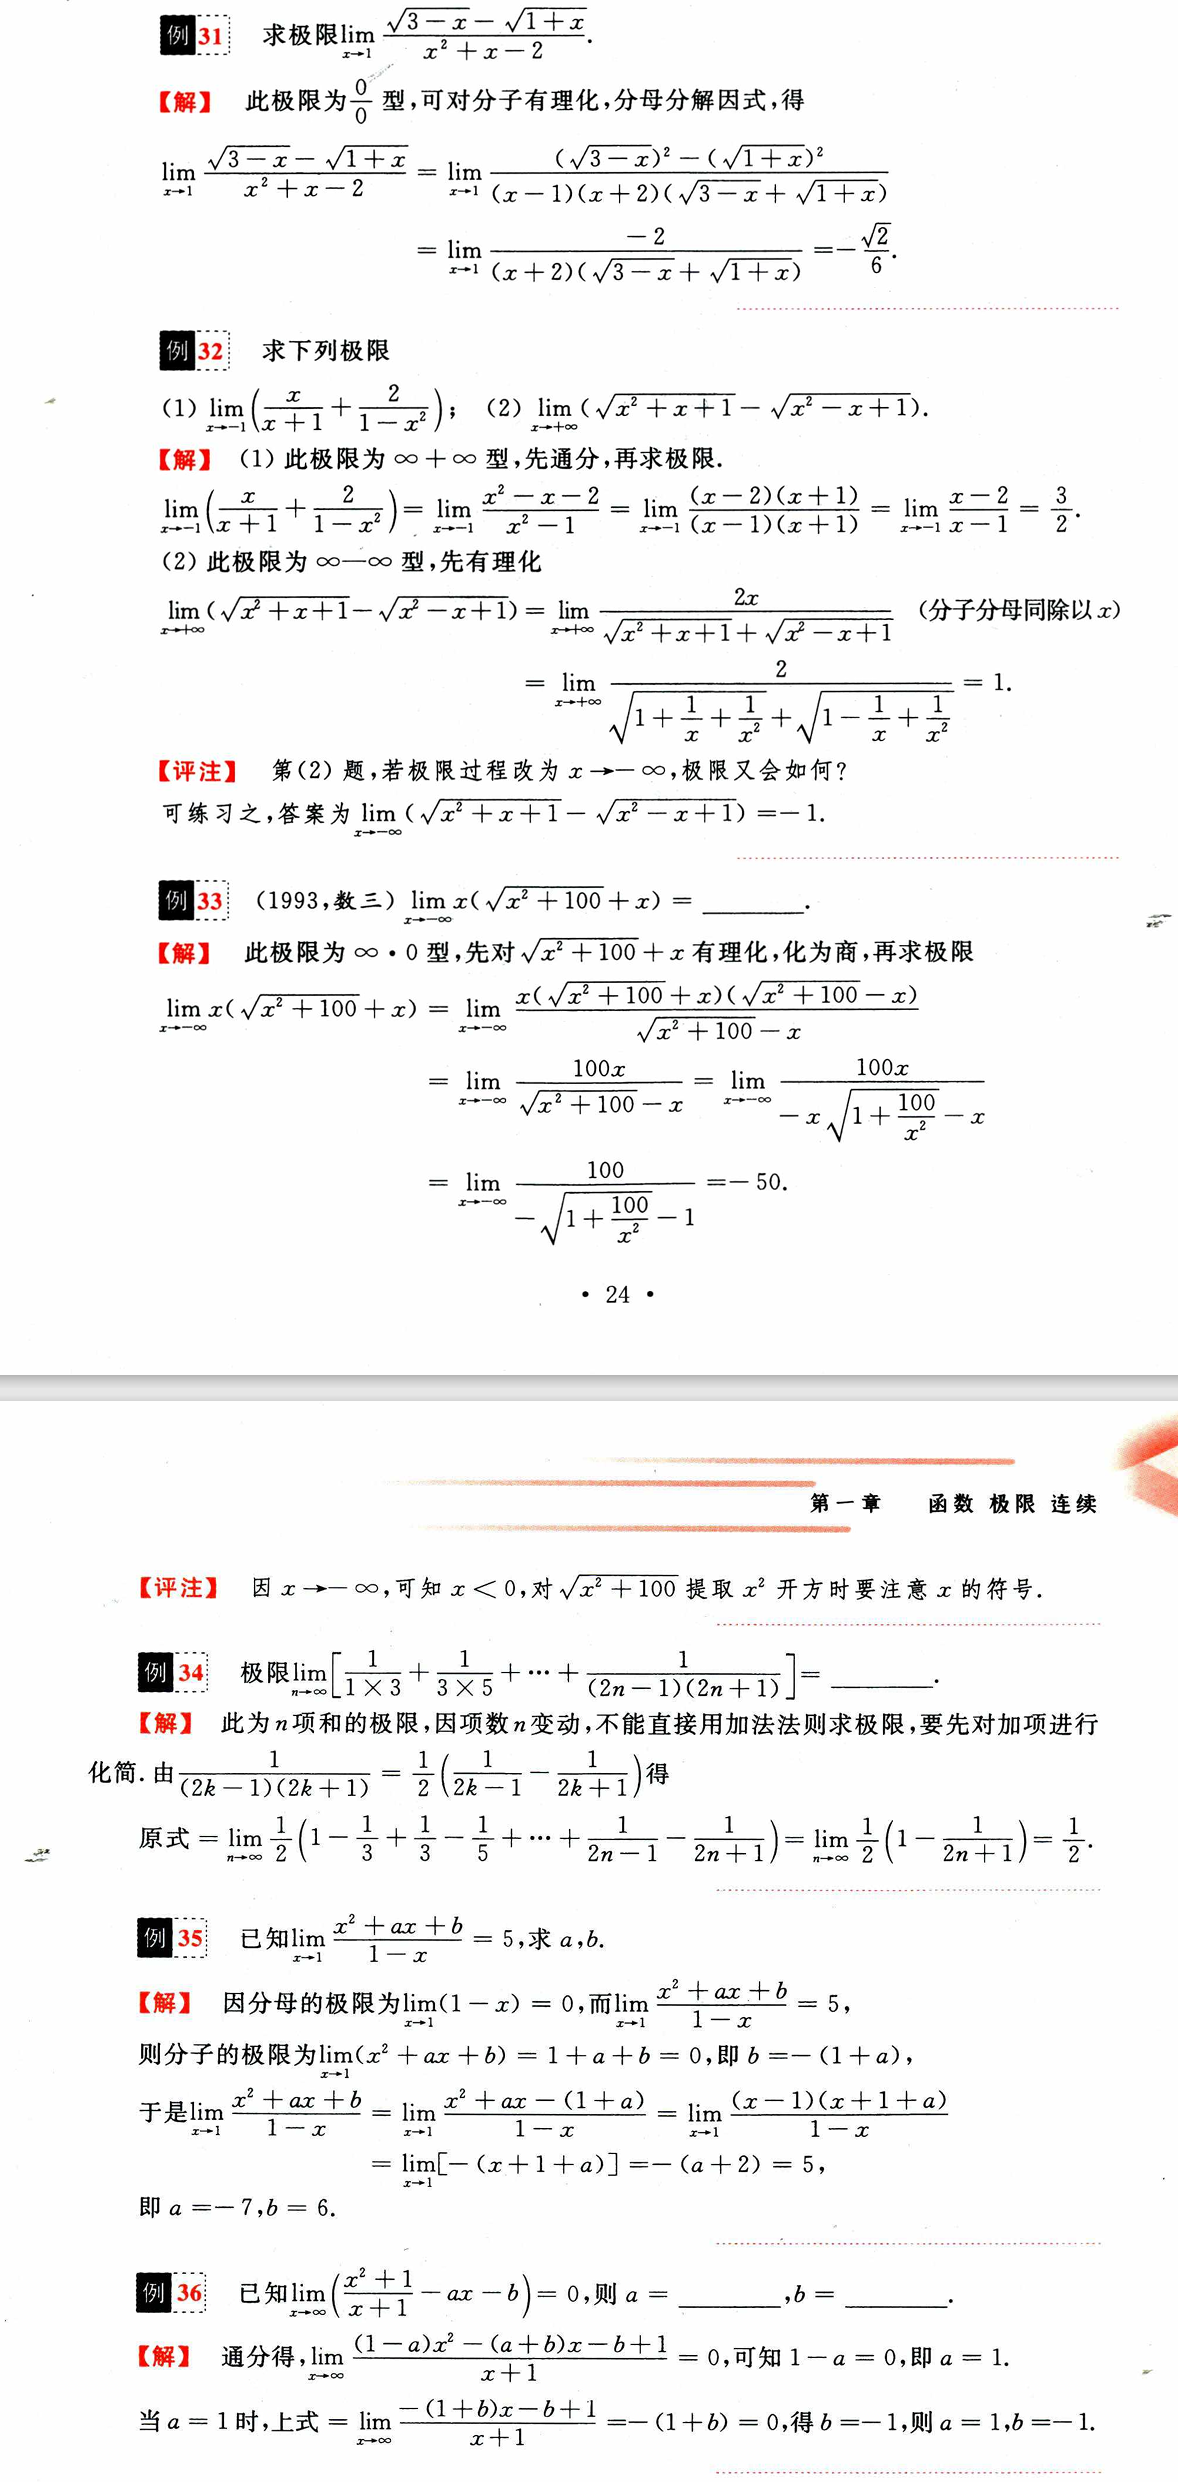 例 31 求极限$\lim\limits_{x\to1}\frac{\sqrt{3-x}-\sqrt{1+x}}{x^2+x-2}$.
【解】 此极限为$\frac{0}{0}$型,可对分子有理化,分母分解因式,得
$\lim\limits_{x\to1}\frac{\sqrt{3-x}-\sqrt{1+x}}{x^2+x-2}=\lim\limits_{x\to1}\frac{(\sqrt{3-x})^2-(\sqrt{1+x})^2}{(x-1)(x+2)(\sqrt{3-x}+\sqrt{1+x})}$
$=\lim\limits_{x\to1}\frac{-2}{(x+2)(\sqrt{3-x}+\sqrt{1+x})}=-\frac{\sqrt{2}}{6}$.
例 32 求下列极限
(1) $\lim\limits_{x\to-1}\left(\frac{x}{x+1}+\frac{2}{1-x^2}\right)$; (2) $\lim\limits_{x\to+\infty}(\sqrt{x^2+x+1}-\sqrt{x^2-x+1})$.
【解】 (1) 此极限为 ∞+∞ 型,先通分,再求极限.
$\lim\limits_{x\to-1}\left(\frac{x}{x+1}+\frac{2}{1-x^2}\right)=\lim\limits_{x\to-1}\frac{x^2-x-2}{x^2-1}=\lim\limits_{x\to-1}\frac{(x-2)(x+1)}{(x-1)(x+1)}=\lim\limits_{x\to-1}\frac{x-2}{x-1}=\frac{3}{2}$.
(2) 此极限为 ∞—∞ 型,先有理化
$\lim\limits_{x\to+\infty}(\sqrt{x^2+x+1}-\sqrt{x^2-x+1})=\lim\limits_{x\to+\infty}\frac{2x}{\sqrt{x^2+x+1}+\sqrt{x^2-x+1}}$ (分子分母同除以 x)
$=\lim\limits_{x\to+\infty}\frac{2}{\sqrt{1+\frac{1}{x}+\frac{1}{x^2}}+\sqrt{1-\frac{1}{x}+\frac{1}{x^2}}}=1$.
【评注】 第(2) 题,若极限过程改为 $x\to-\infty$,极限又会如何?
可练习之,答案为$\lim\limits_{x\to-\infty}(\sqrt{x^2+x+1}-\sqrt{x^2-x+1})=-1$.
例 33 (1993,数三) $\lim\limits_{x\to-\infty}x(\sqrt{x^2+100}+x)=$ ________.
【解】 此极限为 ∞·0 型,先对$\sqrt{x^2+100}+x$有理化,化为商,再求极限
$\lim\limits_{x\to-\infty}x(\sqrt{x^2+100}+x)=\lim\limits_{x\to-\infty}\frac{x(\sqrt{x^2+100}+x)(\sqrt{x^2+100}-x)}{\sqrt{x^2+100}-x}$
$=\lim\limits_{x\to-\infty}\frac{100x}{\sqrt{x^2+100}-x}=\lim\limits_{x\to-\infty}\frac{100x}{-x\sqrt{1+\frac{100}{x^2}}-x}$
$=\lim\limits_{x\to-\infty}\frac{100}{-\sqrt{1+\frac{100}{x^2}}-1}=-50$.
• 24 •
第一章 函数 极限 连续
【评注】 因 $x\to-\infty$,可知 $x<0$,对$\sqrt{x^2+100}$提取 $x^2$ 开方时要注意 x 的符号.
例 34 极限$\lim\limits_{n\to\infty}\left[\frac{1}{1\times3}+\frac{1}{3\times5}+\cdots+\frac{1}{(2n-1)(2n+1)}\right]=$ ________.
【解】 此为n项和的极限,因项数n变动,不能直接用加法法则求极限,要先对加项进行
化简.由$\frac{1}{(2k-1)(2k+1)}=\frac{1}{2}\left(\frac{1}{2k-1}-\frac{1}{2k+1}\right)$得
原式$=\lim\limits_{n\to\infty}\frac{1}{2}\left(1-\frac{1}{3}+\frac{1}{3}-\frac{1}{5}+\cdots+\frac{1}{2n-1}-\frac{1}{2n+1}\right)=\lim\limits_{n\to\infty}\frac{1}{2}\left(1-\frac{1}{2n+1}\right)=\frac{1}{2}$.
例 35 已知$\lim\limits_{x\to1}\frac{x^2+ax+b}{1-x}=5$,求 a,b.
【解】 因分母的极限为$\lim\limits_{x\to1}(1-x)=0$,而$\lim\limits_{x\to1}\frac{x^2+ax+b}{1-x}=5$,
则分子的极限为$\lim\limits_{x\to1}(x^2+ax+b)=1+a+b=0$,即 $b=-(1+a)$,
于是$\lim\limits_{x\to1}\frac{x^2+ax+b}{1-x}=\lim\limits_{x\to1}\frac{x^2+ax-(1+a)}{1-x}=\lim\limits_{x\to1}\frac{(x-1)(x+1+a)}{1-x}$
$=\lim\limits_{x\to1}[-(x+1+a)]=-(a+2)=5$,
即 $a=-7,b=6$.
例 36 已知$\lim\limits_{x\to\infty}\left(\frac{x^2+1}{x+1}-ax-b\right)=0$,则 a = ________,b = ________.
【解】 通分得,$\lim\limits_{x\to\infty}\frac{(1-a)x^2-(a+b)x-b+1}{x+1}=0$,可知 $1-a=0$,即 $a=1$.
当 $a=1$ 时,上式$=\lim\limits_{x\to\infty}\frac{-(1+b)x-b+1}{x+1}=-(1+b)=0$,得 $b=-1$,则 $a=1,b=-1$.